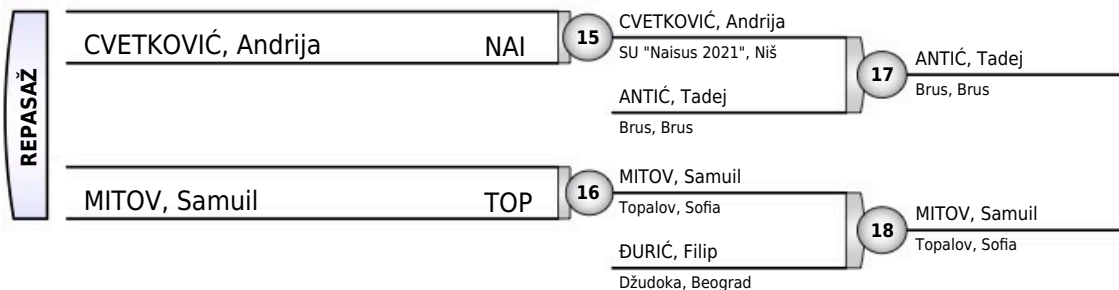 REPASAŽ
CVETKOVIĆ, Andrija NAI
15
CVETKOVIĆ, Andrija
SU "Naisus 2021", Niš
ANTIĆ, Tadej
Brus, Brus
17
ANTIĆ, Tadej
Brus, Brus
MITOV, Samuil TOP
16
MITOV, Samuil
Topalov, Sofia
ĐURIĆ, Filip
Džudoka, Beograd
18
MITOV, Samuil
Topalov, Sofia